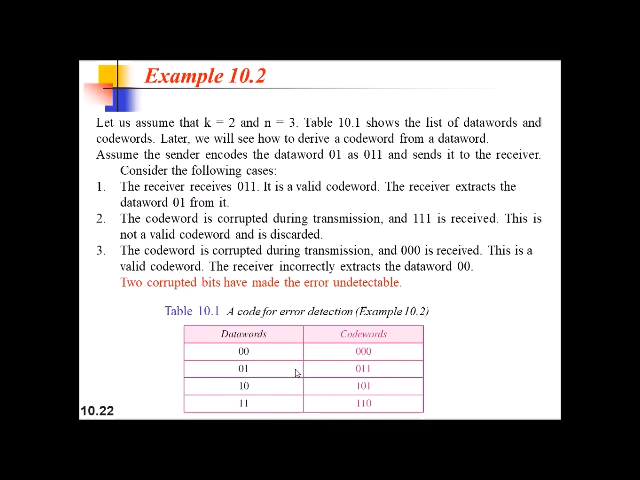 Example 10.2
Let us assume that k = 2 and n = 3. Table 10.1 shows the list of datawords and
codewords. Later, we will see how to derive a codeword from a dataword.
Assume the sender encodes the dataword 01 as 011 and sends it to the receiver.
Consider the following cases:
1. The receiver receives 011. It is a valid codeword. The receiver extracts the
dataword 01 from it.
2. The codeword is corrupted during transmission, and 111 is received. This is
not a valid codeword and is discarded.
3. The codeword is corrupted during transmission, and 000 is received. This is a
valid codeword. The receiver incorrectly extracts the dataword 00.
Two corrupted bits have made the error undetectable.
Table 10.1 A code for error detection (Example 10.2)
Datawords Codewords
00 000
01 011
10 101
11 110
10.22